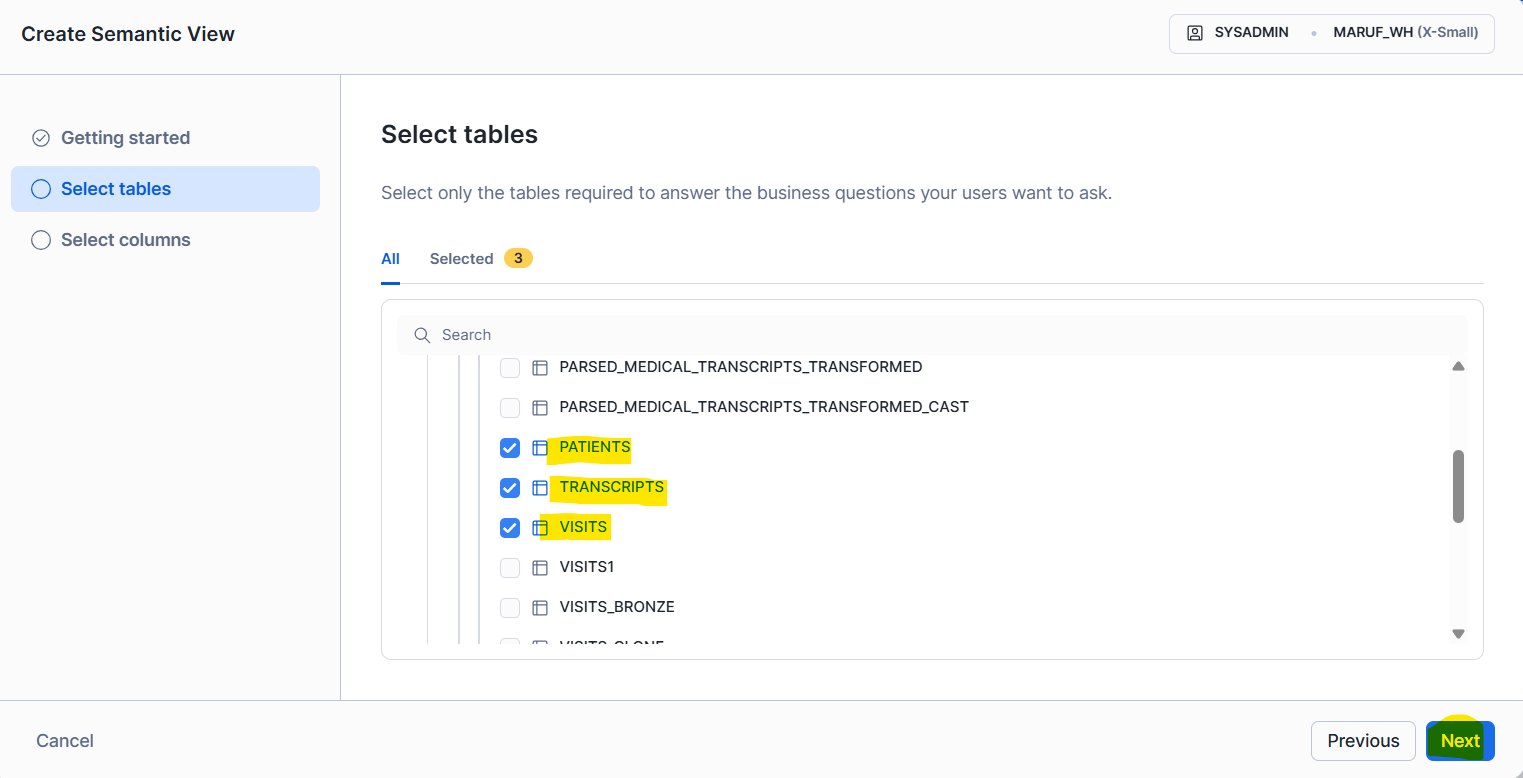 Create Semantic View
SYSADMIN • MARUF_WH (X-Small)
Getting started
Select tables
Select columns
Select tables
Select only the tables required to answer the business questions your users want to ask.
All Selected 3
Search
PARSED_MEDICAL_TRANSCRIPTS_TRANSFORMED
PARSED_MEDICAL_TRANSCRIPTS_TRANSFORMED_CAST
PATIENTS
TRANSCRIPTS
VISITS
VISITS1
VISITS_BRONZE
VISITS_CLONE
Cancel
Previous Next